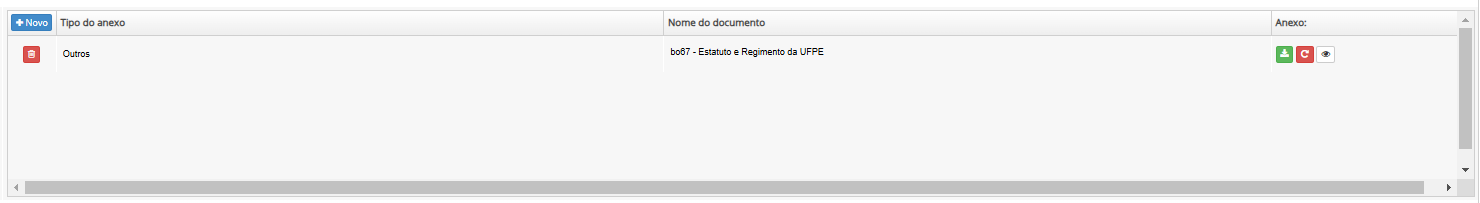 Novo Tipo do anexo Nome do documento Anexo:
Outros bo67 - Estatuto e Regimento da UFPE